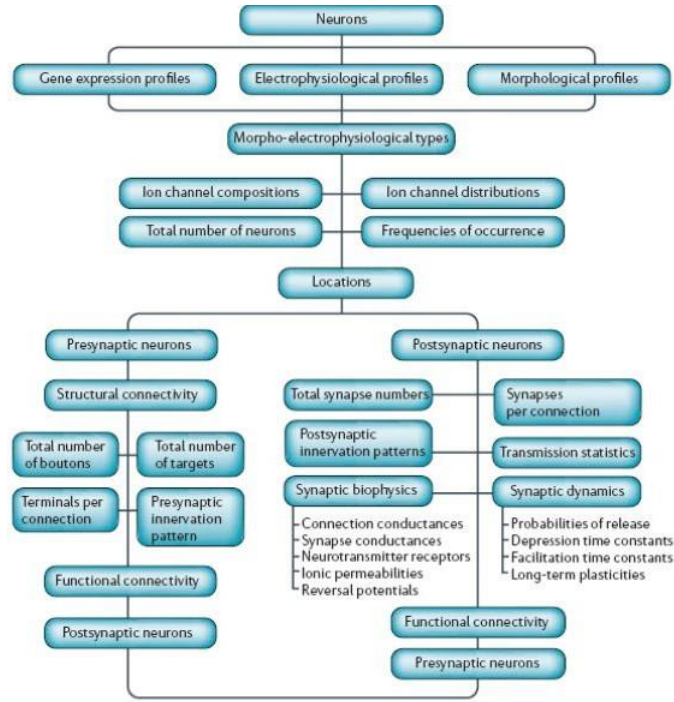 Neurons
Gene expression profiles
Electrophysiological profiles
Morphological profiles
Morpho-electrophysiological types
Ion channel compositions
Ion channel distributions
Total number of neurons
Frequencies of occurrence
Locations
Presynaptic neurons
Structural connectivity
Total number
of boutons
Total number
of targets
Terminals per
connection
Presynaptic
innervation
pattern
Functional connectivity
Postsynaptic neurons
Postsynaptic neurons
Total synapse numbers
Synapses
per connection
Postsynaptic
innervation patterns
Transmission statistics
Synaptic biophysics
Connection conductances
Synapse conductances
Neurotransmitter receptors
Ionic permeabilities
Reversal potentials
Synaptic dynamics
Probabilities of release
Depression time constants
Facilitation time constants
Long-term plasticities
Functional connectivity
Presynaptic neurons